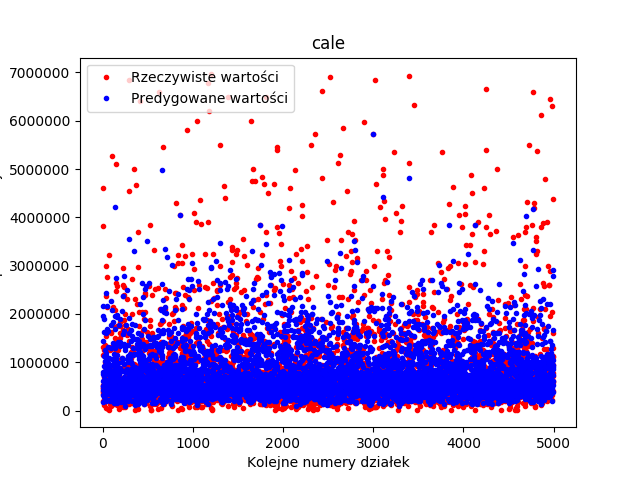 cale
Rzeczywiste wartości
Predygowane wartości
7000000
6000000
5000000
4000000
3000000
2000000
1000000
0
0 1000 2000 3000 4000 5000
Kolejne numery działek